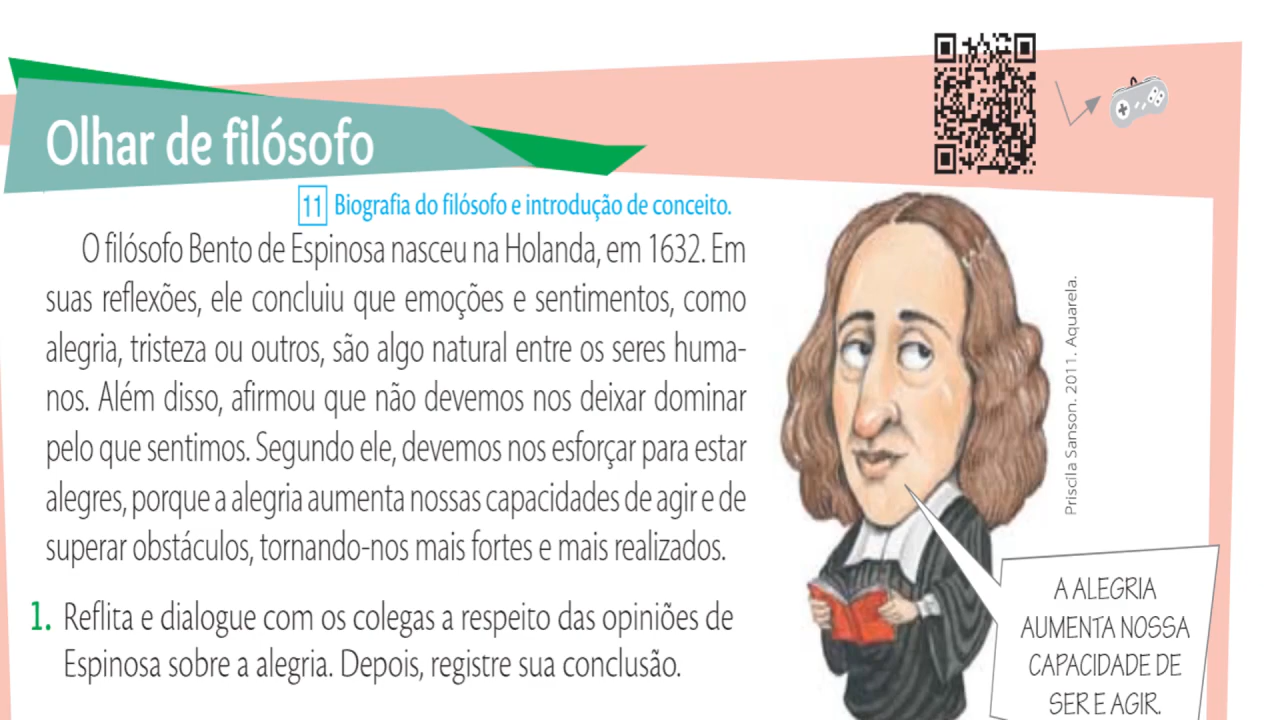 Olhar de filósofo
11 Biografia do filósofo e introdução de conceito.
O filósofo Bento de Espinosa nasceu na Holanda, em 1632. Em
suas reflexões, ele concluiu que emoções e sentimentos, como
alegria, tristeza ou outros, são algo natural entre os seres huma-
nos. Além disso, afirmou que não devemos nos deixar dominar
pelo que sentimos. Segundo ele, devemos nos esforçar para estar
alegres, porque a alegria aumenta nossas capacidades de agir e de
superar obstáculos, tornando-nos mais fortes e mais realizados.
1. Reflita e dialogue com os colegas a respeito das opiniões de
Espinosa sobre a alegria. Depois, registre sua conclusão.
Priscila Sanson. 2011. Aquarela.
A ALEGRIA
AUMENTA NOSSA
CAPACIDADE DE
SER E AGIR.